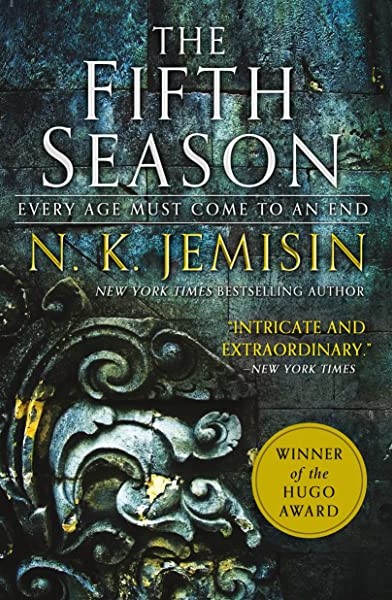 THE
FIFTH
SEASON
EVERY AGE MUST COME TO AN END
N. K. JEMISIN
NEW YORK TIMES BESTSELLING AUTHOR
"INTRICATE AND
EXTRAORDINARY."
–NEW YORK TIMES
WINNER
of the
HUGO
AWARD